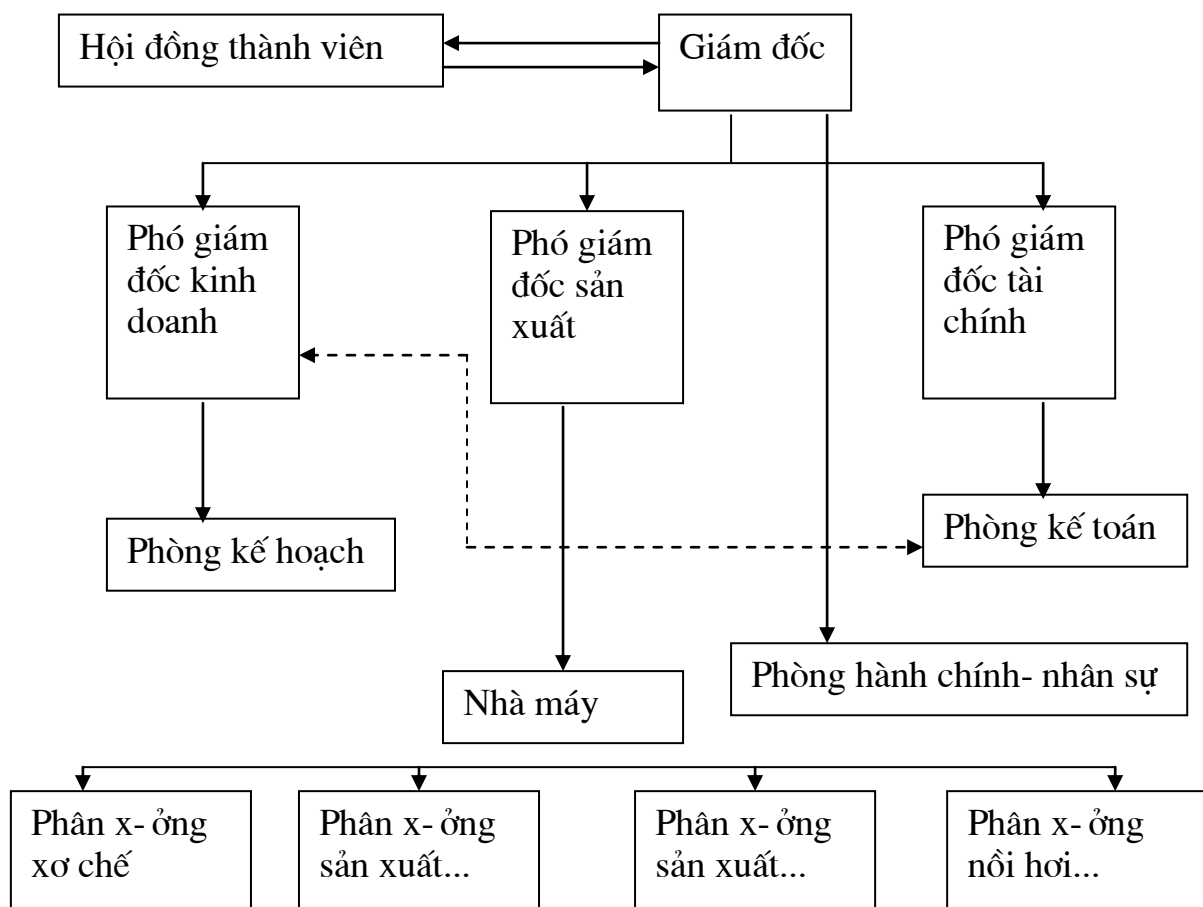 Hội đồng thành viên
Giám đốc
Phó giám
đốc kinh
doanh
Phó giám
đốc sản
xuất
Phó giám
đốc tài
chính
Phòng kế hoạch
Phòng kế toán
Nhà máy
Phòng hành chính- nhân sự
Phân x- ởng
xơ chế
Phân x- ởng
sản xuất...
Phân x- ởng
sản xuất...
Phân x- ởng
nồi hơi...